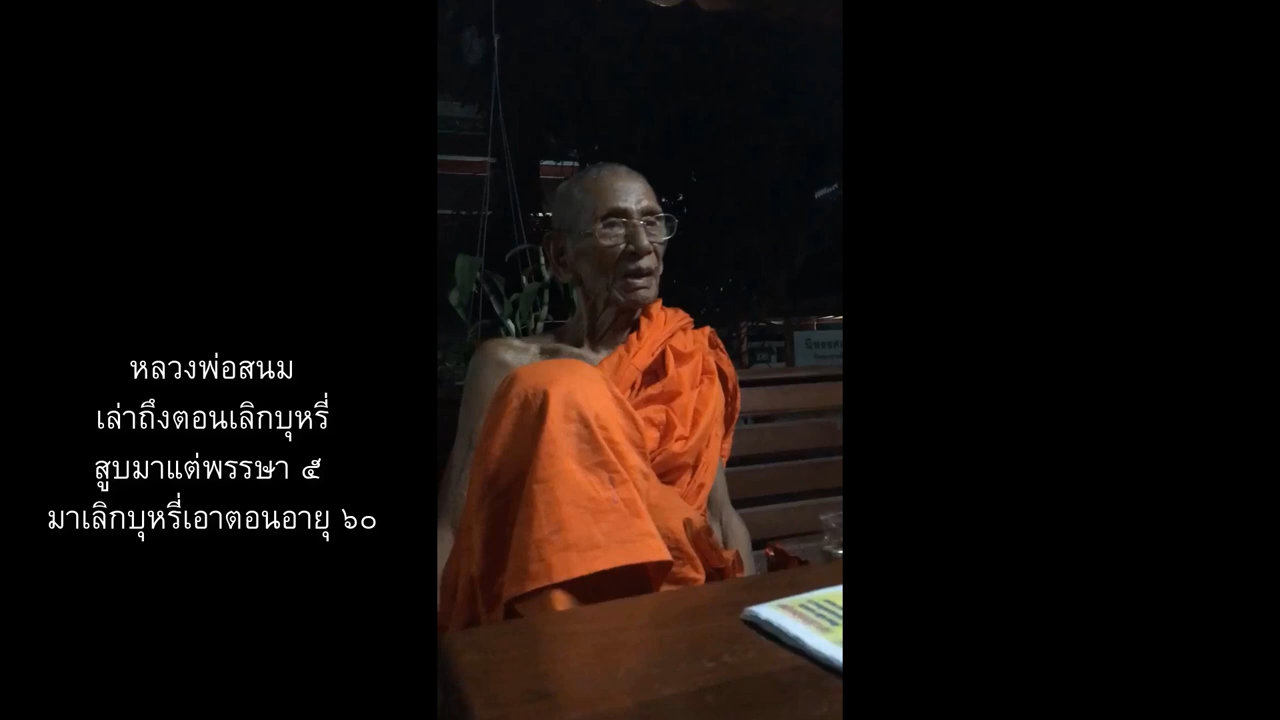 หลวงพ่อสนม
เล่าถึงตอนเลิกบุหรี่
สูบมาแต่พรรษา ๕
มาเลิกบุหรี่เอาตอนอายุ ๖๐